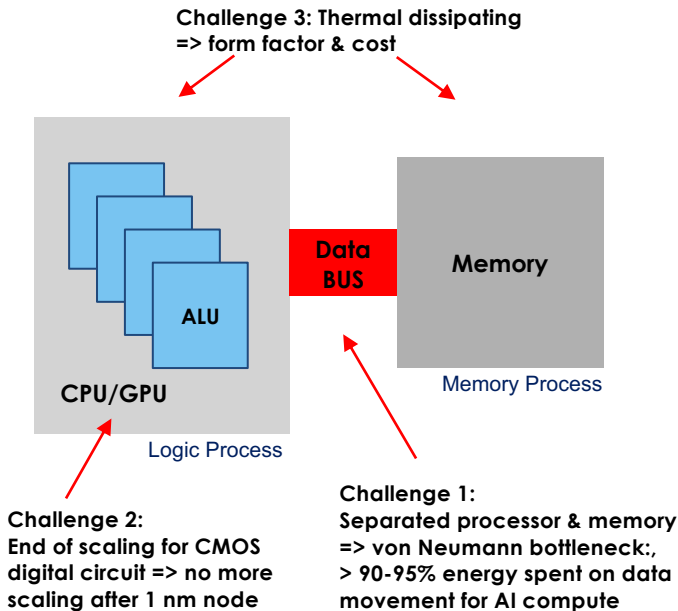 Challenge 3: Thermal dissipating
=> form factor & cost
Data
BUS
Memory
ALU
CPU/GPU
Memory Process
Logic Process
Challenge 2:
End of scaling for CMOS
digital circuit => no more
scaling after 1 nm node
Challenge 1:
Separated processor & memory
=> von Neumann bottleneck:,
> 90-95% energy spent on data
movement for AI compute